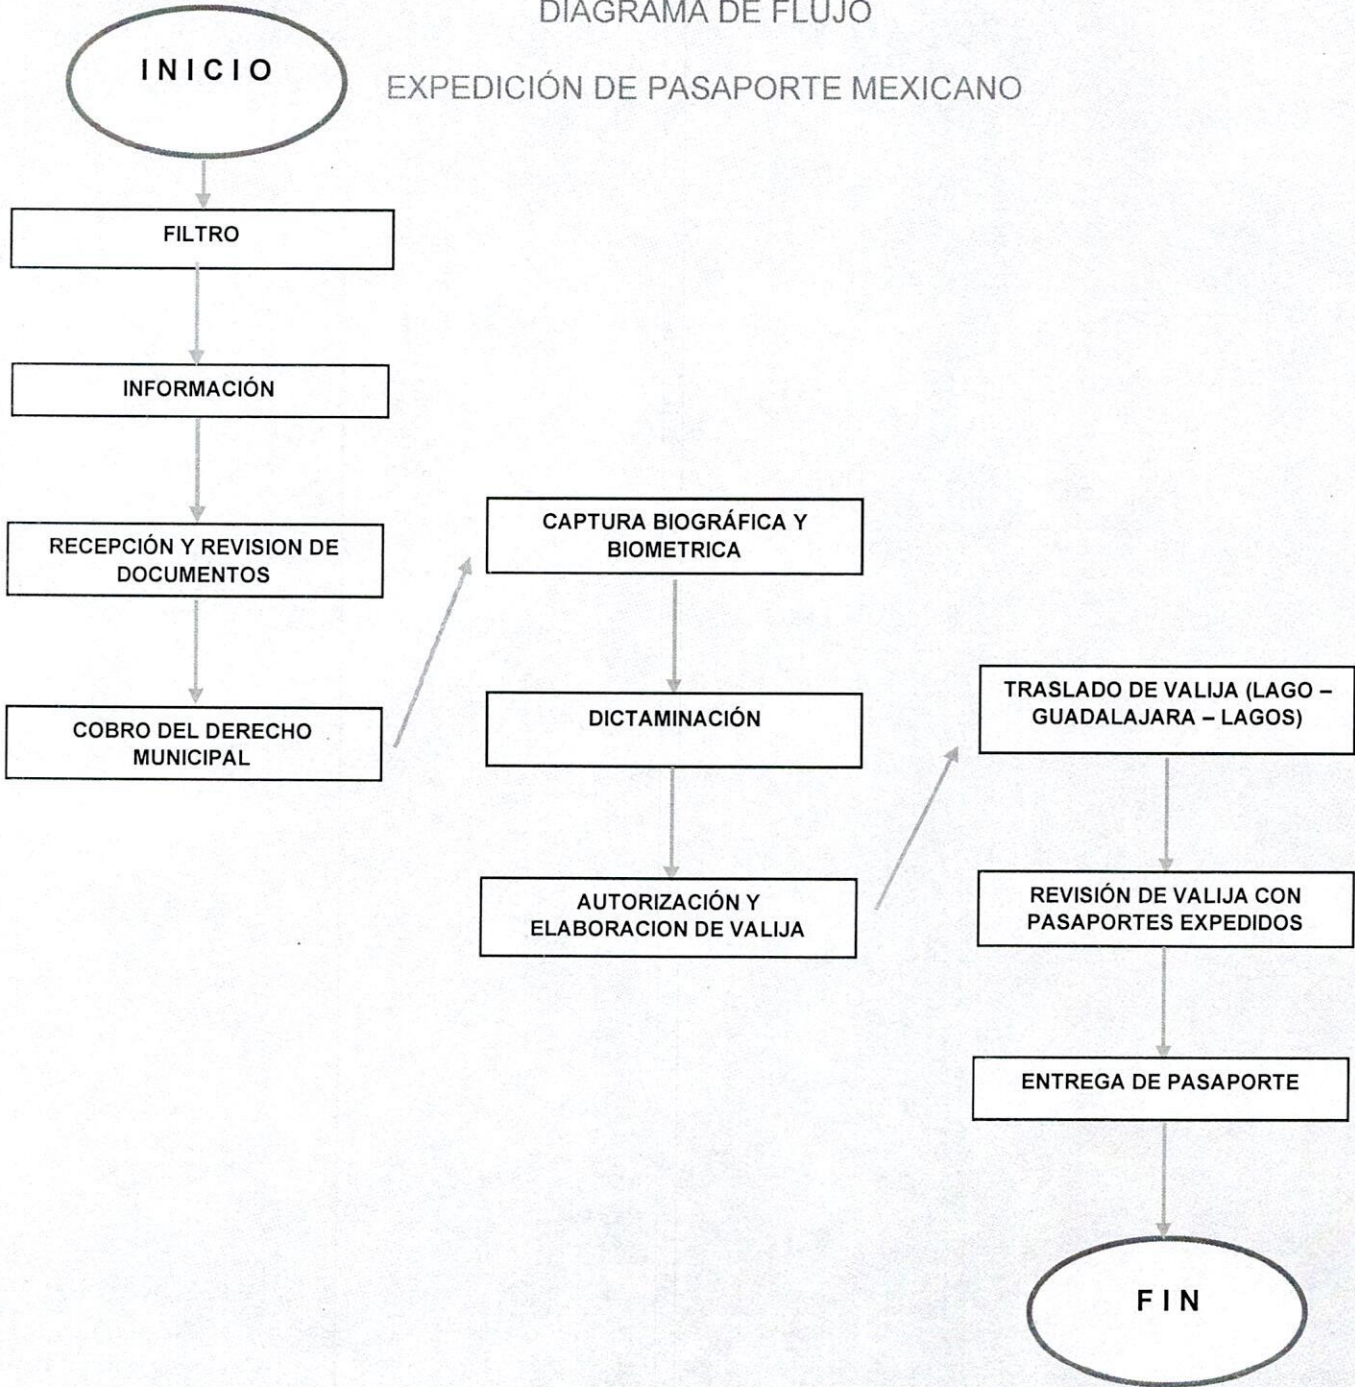 DIAGRAMA DE FLUJO
EXPEDICIÓN DE PASAPORTE MEXICANO
INICIO
FILTRO
INFORMACIÓN
RECEPCIÓN Y REVISION DE
DOCUMENTOS
COBRO DEL DERECHO
MUNICIPAL
CAPTURA BIOGRÁFICA Y
BIOMETRICA
DICTAMINACIÓN
AUTORIZACIÓN Y
ELABORACION DE VALIJA
TRASLADO DE VALIJA (LAGO –
GUADALAJARA – LAGOS)
REVISIÓN DE VALIJA CON
PASAPORTES EXPEDIDOS
ENTREGA DE PASAPORTE
FIN